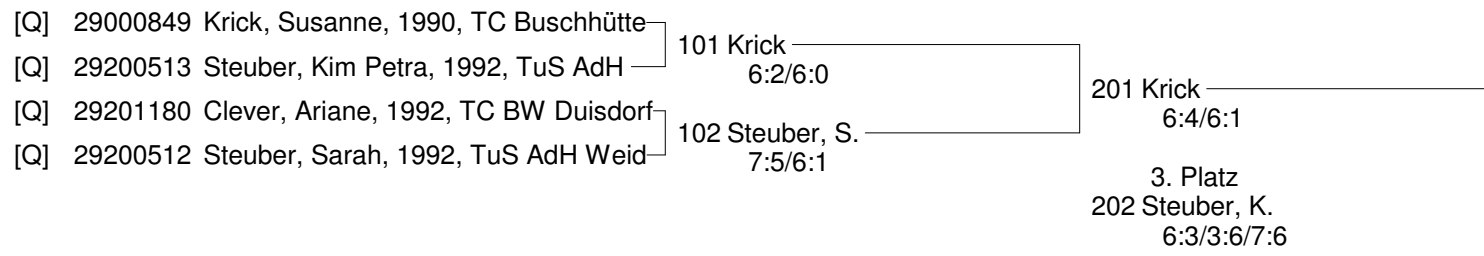 [Q] 29000849 Krick, Susanne, 1990, TC Buschhütte
[Q] 29200513 Steuber, Kim Petra, 1992, TuS AdH
[Q] 29201180 Clever, Ariane, 1992, TC BW Duisdorf
[Q] 29200512 Steuber, Sarah, 1992, TuS AdH Weid
101 Krick
6:2/6:0
102 Steuber, S.
7:5/6:1
201 Krick
6:4/6:1
3. Platz
202 Steuber, K.
6:3/3:6/7:6